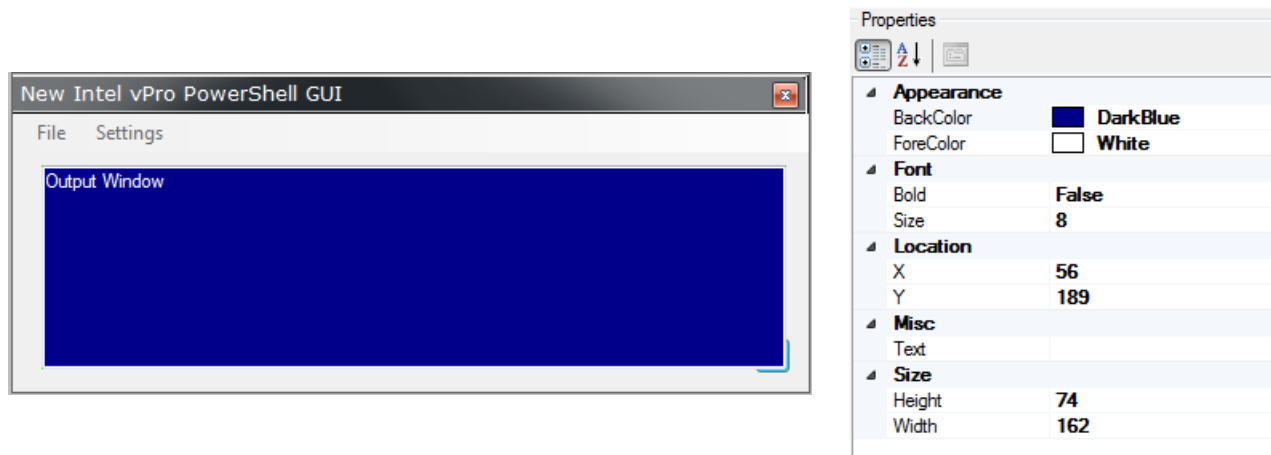 New Intel vPro PowerShell GUI
File Settings
Output Window
Properties
A
Z
Appearance
BackColor DarkBlue
ForeColor White
Font
Bold False
Size 8
Location
X 56
Y 189
Misc
Text
Size
Height 74
Width 162